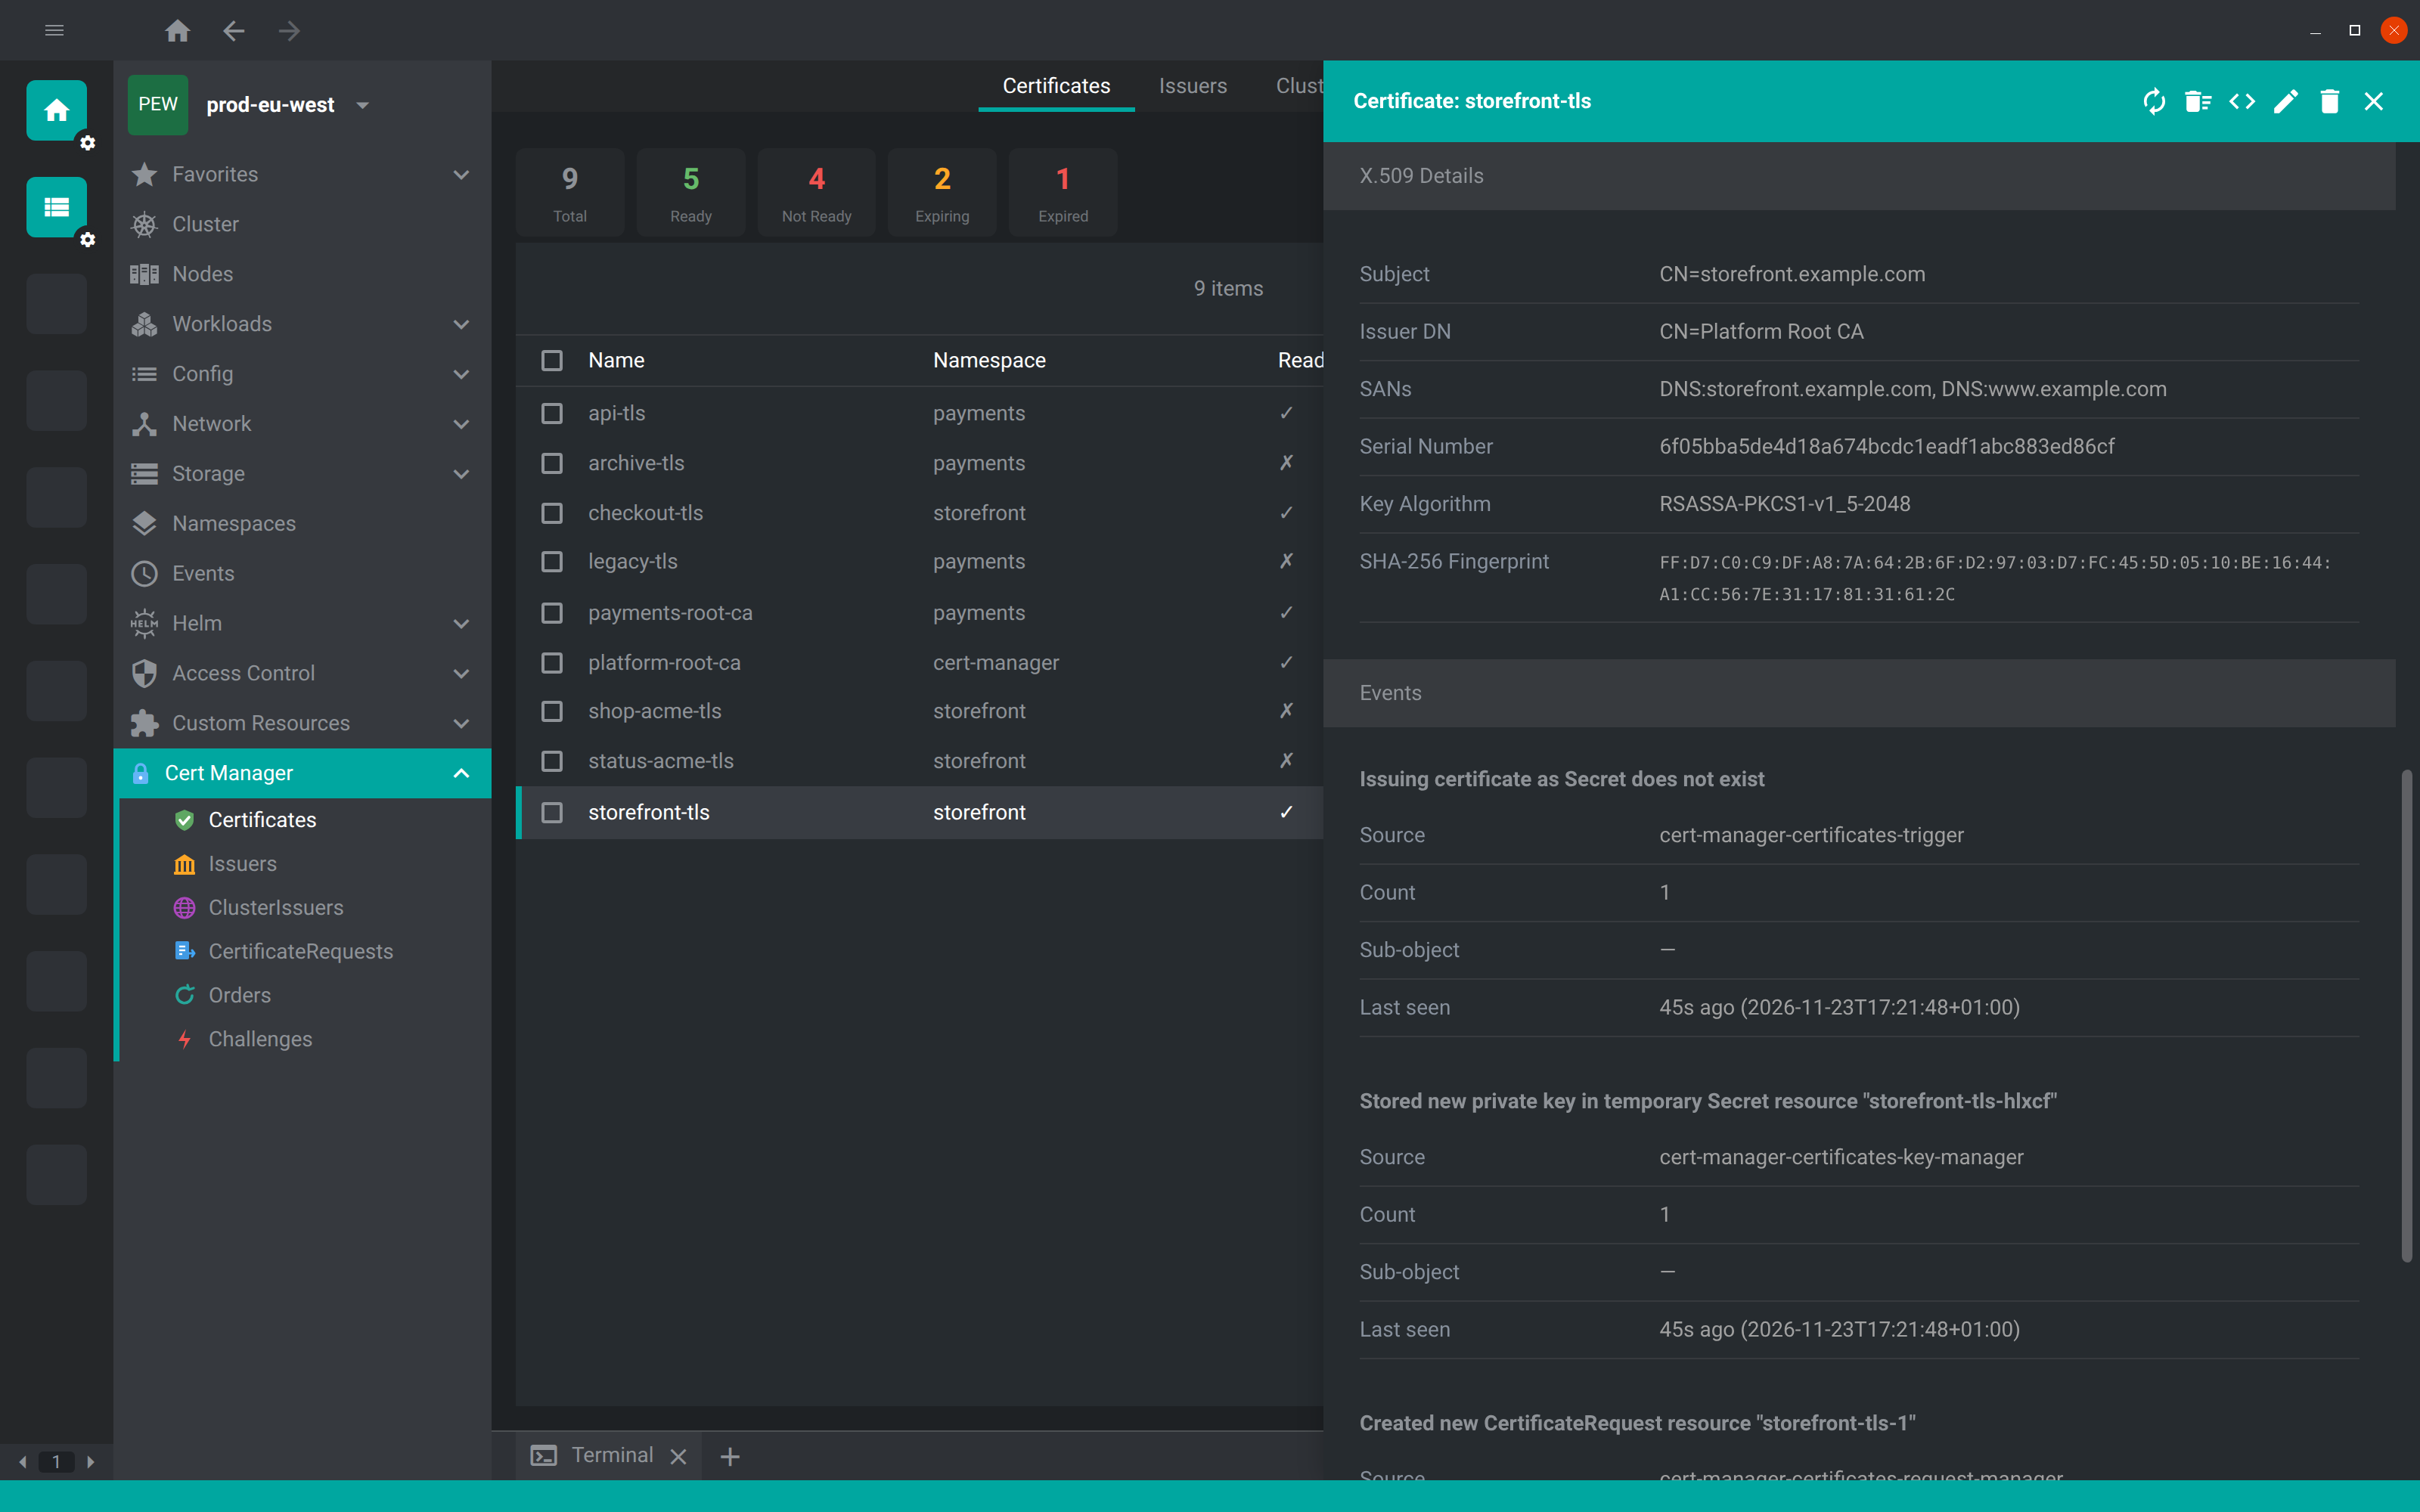 PEW
prod-eu-west
Favorites
Cluster
Nodes
Workloads
Config
Network
Storage
Namespaces
Events
HELM
Helm
Access Control
Custom Resources
Cert Manager
Certificates
Issuers
ClusterIssuers
CertificateRequests
Orders
Challenges
1
Certificates Issuers Clust
9 5 4 2 1
Total Ready Not Ready Expiring Expired
9 items
Name Namespace Read
api-tls payments ✓
archive-tls payments ✗
checkout-tls storefront ✓
legacy-tls payments ✗
payments-root-ca payments ✓
platform-root-ca cert-manager ✓
shop-acme-tls storefront ✗
status-acme-tls storefront ✗
storefront-tls storefront ✓
Terminal
Certificate: storefront-tls
X.509 Details
Subject CN=storefront.example.com
Issuer DN CN=Platform Root CA
SANs DNS:storefront.example.com, DNS:www.example.com
Serial Number 6f05bba5de4d18a674bcdc1eadf1abc883ed86cf
Key Algorithm RSASSA-PKCS1-v1_5-2048
SHA-256 Fingerprint FF:D7:C0:C9:DF:A8:7A:64:2B:6F:D2:97:03:D7:FC:45:5D:05:10:BE:16:44:
A1:CC:56:7E:31:17:81:31:61:2C
Events
Issuing certificate as Secret does not exist
Source cert-manager-certificates-trigger
Count 1
Sub-object —
Last seen 45s ago (2026-11-23T17:21:48+01:00)
Stored new private key in temporary Secret resource "storefront-tls-hlxcf"
Source cert-manager-certificates-key-manager
Count 1
Sub-object —
Last seen 45s ago (2026-11-23T17:21:48+01:00)
Created new CertificateRequest resource "storefront-tls-1"
Source cert-manager-certificates-request-manager